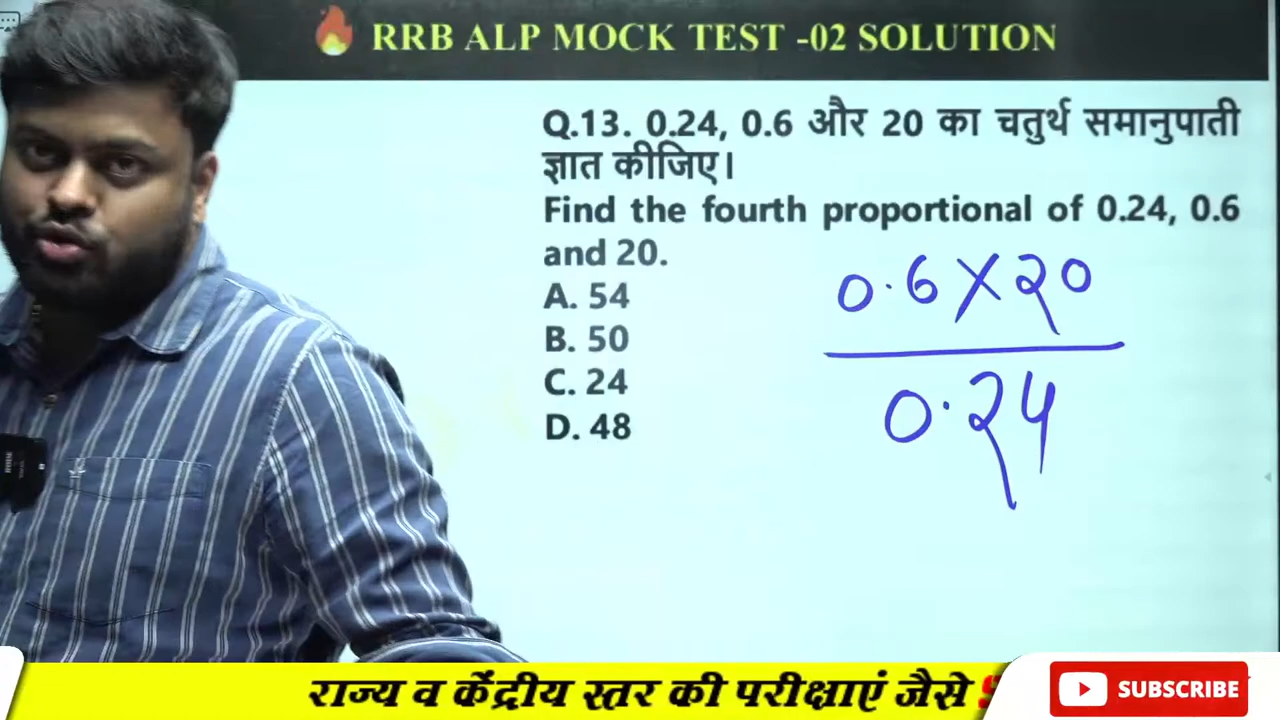 RRB ALP MOCK TEST -02 SOLUTION
Q.13. 0.24, 0.6 और 20 का चतुर्थ समानुपाती
ज्ञात कीजिए।
Find the fourth proportional of 0.24, 0.6
and 20.
A. 54
B. 50
C. 24
D. 48
0.6×20
0.24
राज्य व केंद्रीय स्तर की परीक्षाएं जैसे
SUBSCRIBE